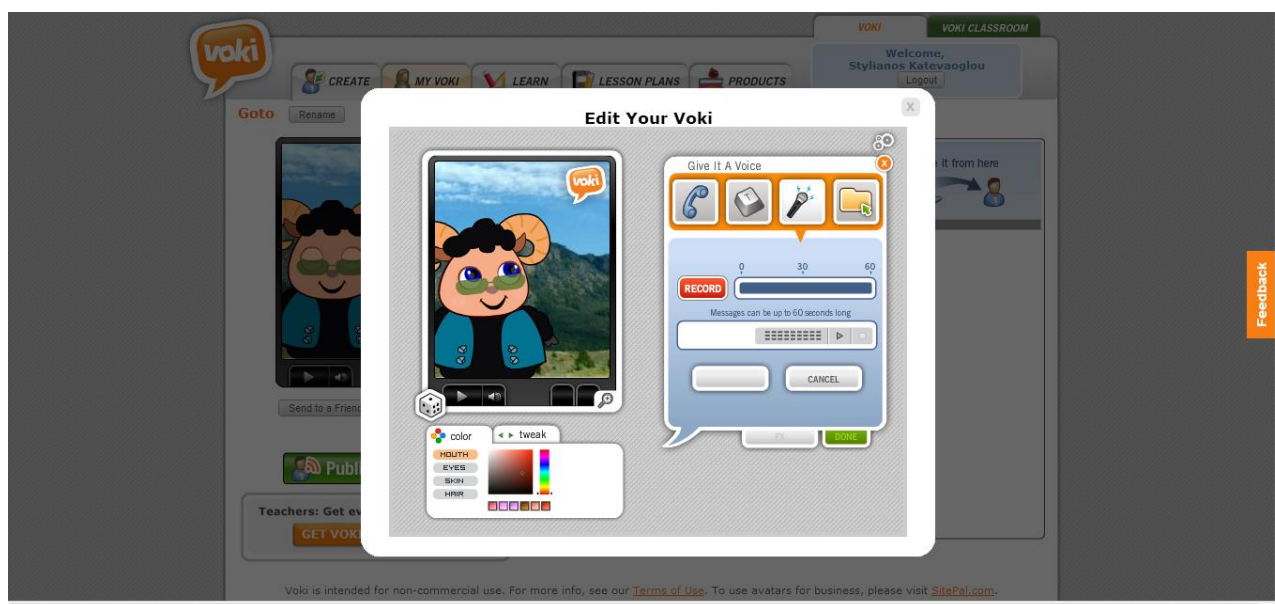 voki
VOKI
VOKI CLASSROOM
Welcome,
Stylianos Katevaoglou
Logout
CREATE
MY VOKI
LEARN
LESSON PLANS
PRODUCTS
Goto
Rename
it from here
Edit Your Voki
X
voki
Give It A Voice
X
T
0 30 60
RECORD
Messages can be up to 60 seconds long
CANCEL
DONE
color
tweak
MOUTH
EYES
SKIN
HAIR
Send to a Friend
Publi
Teachers: Get ev
GET VOKI
Feedback
Voki is intended for non-commercial use. For more info, see our Terms of Use. To use avatars for business, please visit SitePal.com.